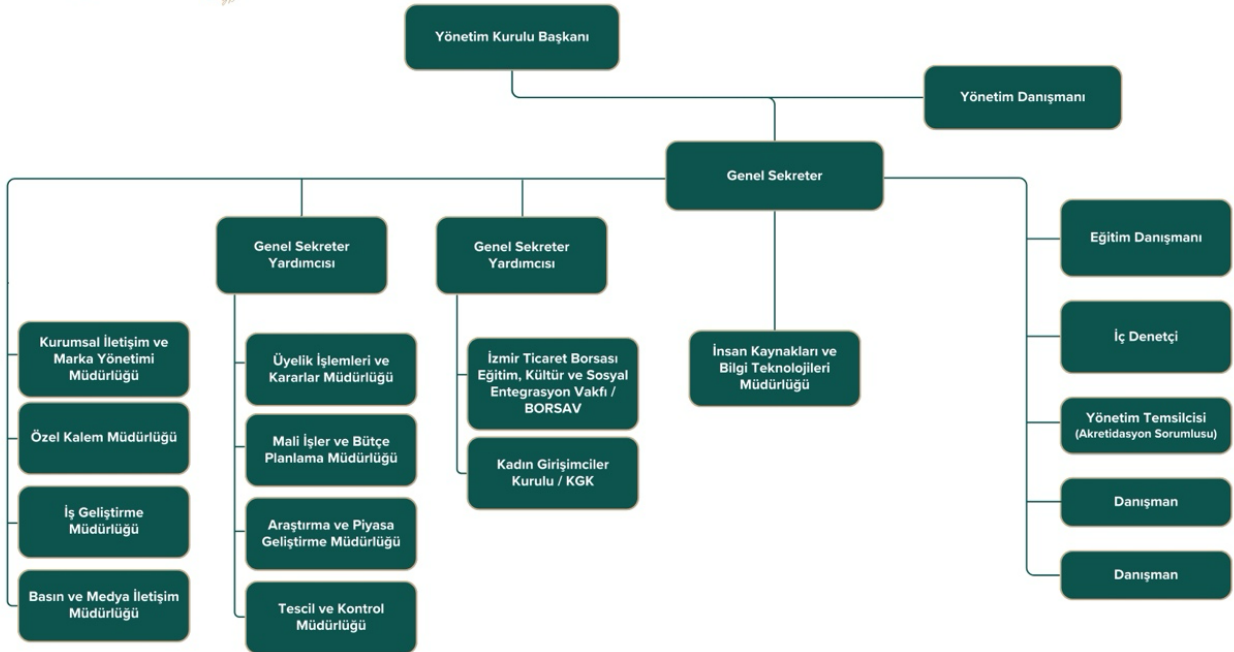 Yönetim Kurulu Başkanı
Yönetim Danışmanı
Genel Sekreter
Genel Sekreter
Yardımcısı
Genel Sekreter
Yardımcısı
Kurumsal İletişim ve
Marka Yönetimi
Müdürlüğü
Özel Kalem Müdürlüğü
İş Geliştirme
Müdürlüğü
Basın ve Medya İletişim
Müdürlüğü
Üyelik İşlemleri ve
Kararlar Müdürlüğü
Mali İşler ve Bütçe
Planlama Müdürlüğü
Araştırma ve Piyasa
Geliştirme Müdürlüğü
Tescil ve Kontrol
Müdürlüğü
İzmir Ticaret Borsası
Eğitim, Kültür ve Sosyal
Entegrasyon Vakfı /
BORSAV
Kadın Girişimciler
Kurulu / KGK
İnsan Kaynakları ve
Bilgi Teknolojileri
Müdürlüğü
Eğitim Danışmanı
İç Denetçi
Yönetim Temsilcisi
(Akretidasyon Sorumlusu)
Danışman
Danışman